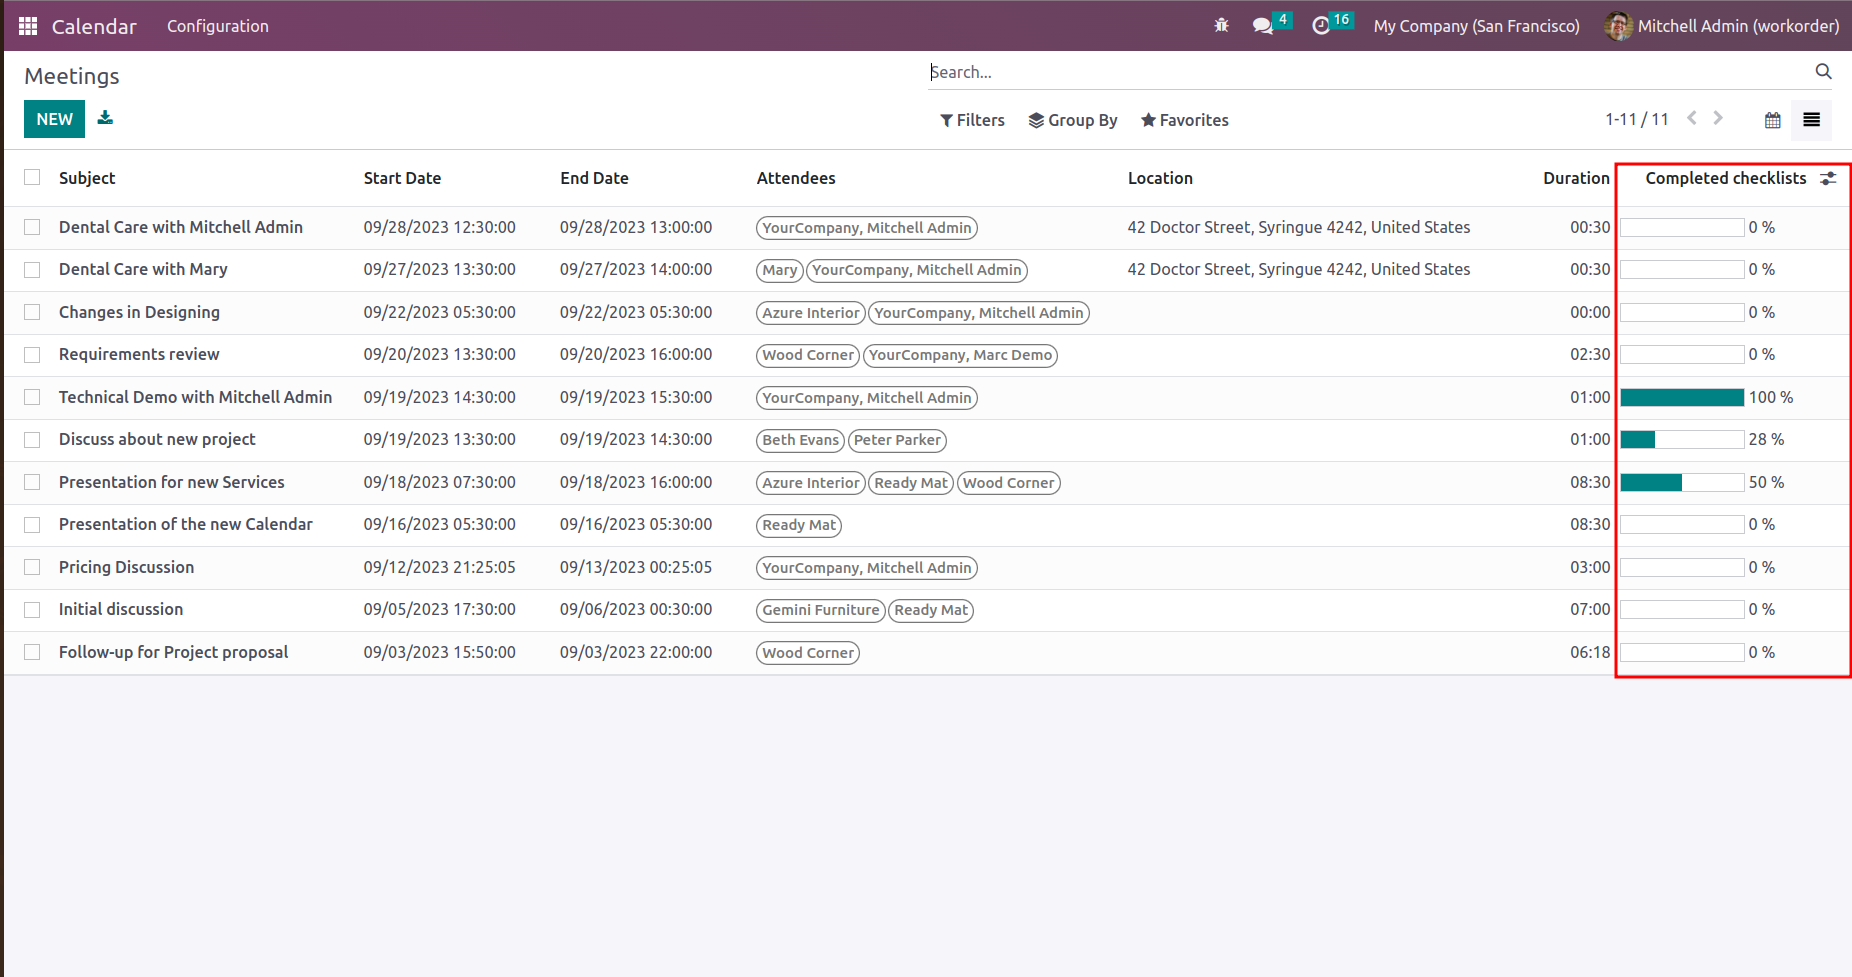 Calendar Configuration 4 16 My Company (San Francisco) Mitchell Admin (workorder)
Meetings Search...
NEW Filters Group By Favorites 1-11 / 11
Subject Start Date End Date Attendees Location Duration Completed checklists
Dental Care with Mitchell Admin 09/28/2023 12:30:00 09/28/2023 13:00:00 YourCompany, Mitchell Admin 42 Doctor Street, Syringue 4242, United States 00:30 0 %
Dental Care with Mary 09/27/2023 13:30:00 09/27/2023 14:00:00 Mary YourCompany, Mitchell Admin 42 Doctor Street, Syringue 4242, United States 00:30 0 %
Changes in Designing 09/22/2023 05:30:00 09/22/2023 05:30:00 Azure Interior YourCompany, Mitchell Admin 00:00 0 %
Requirements review 09/20/2023 13:30:00 09/20/2023 16:00:00 Wood Corner YourCompany, Marc Demo 02:30 0 %
Technical Demo with Mitchell Admin 09/19/2023 14:30:00 09/19/2023 15:30:00 YourCompany, Mitchell Admin 01:00 100 %
Discuss about new project 09/19/2023 13:30:00 09/19/2023 14:30:00 Beth Evans Peter Parker 01:00 28 %
Presentation for new Services 09/18/2023 07:30:00 09/18/2023 16:00:00 Azure Interior Ready Mat Wood Corner 08:30 50 %
Presentation of the new Calendar 09/16/2023 05:30:00 09/16/2023 05:30:00 Ready Mat 08:30 0 %
Pricing Discussion 09/12/2023 21:25:05 09/13/2023 00:25:05 YourCompany, Mitchell Admin 03:00 0 %
Initial discussion 09/05/2023 17:30:00 09/06/2023 00:30:00 Gemini Furniture Ready Mat 07:00 0 %
Follow-up for Project proposal 09/03/2023 15:50:00 09/03/2023 22:00:00 Wood Corner 06:18 0 %